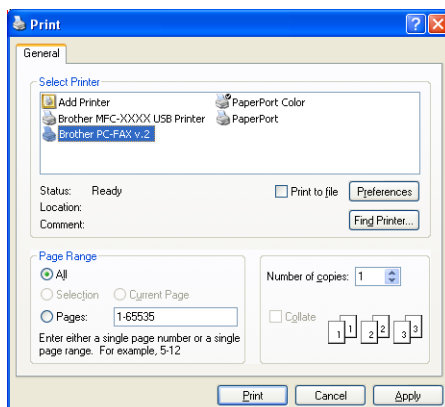 Print
General
Select Printer
Add Printer
PaperPort Color
Brother MFC-XXXX USB Printer
PaperPort
Brother PC-FAX v.2
Status: Ready
Print to file
Preferences
Location:
Comment:
Find Printer...
Page Range
All
Selection
Current Page
Pages:
1-65535
Enter either a single page number or a single
page range. For example, 5-12
Number of copies: 1
Collate
1 1 2 2 3 3
Print
Cancel
Apply